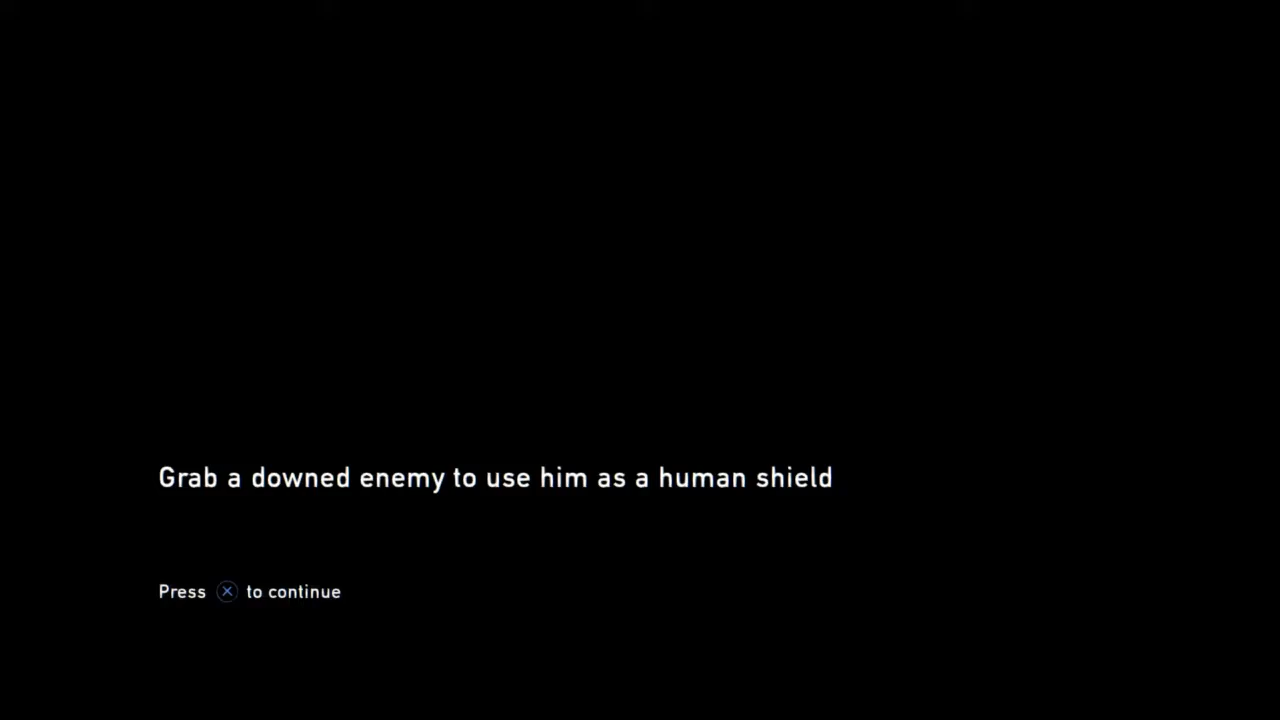 Grab a downed enemy to use him as a human shield
Press ⓧ to continue